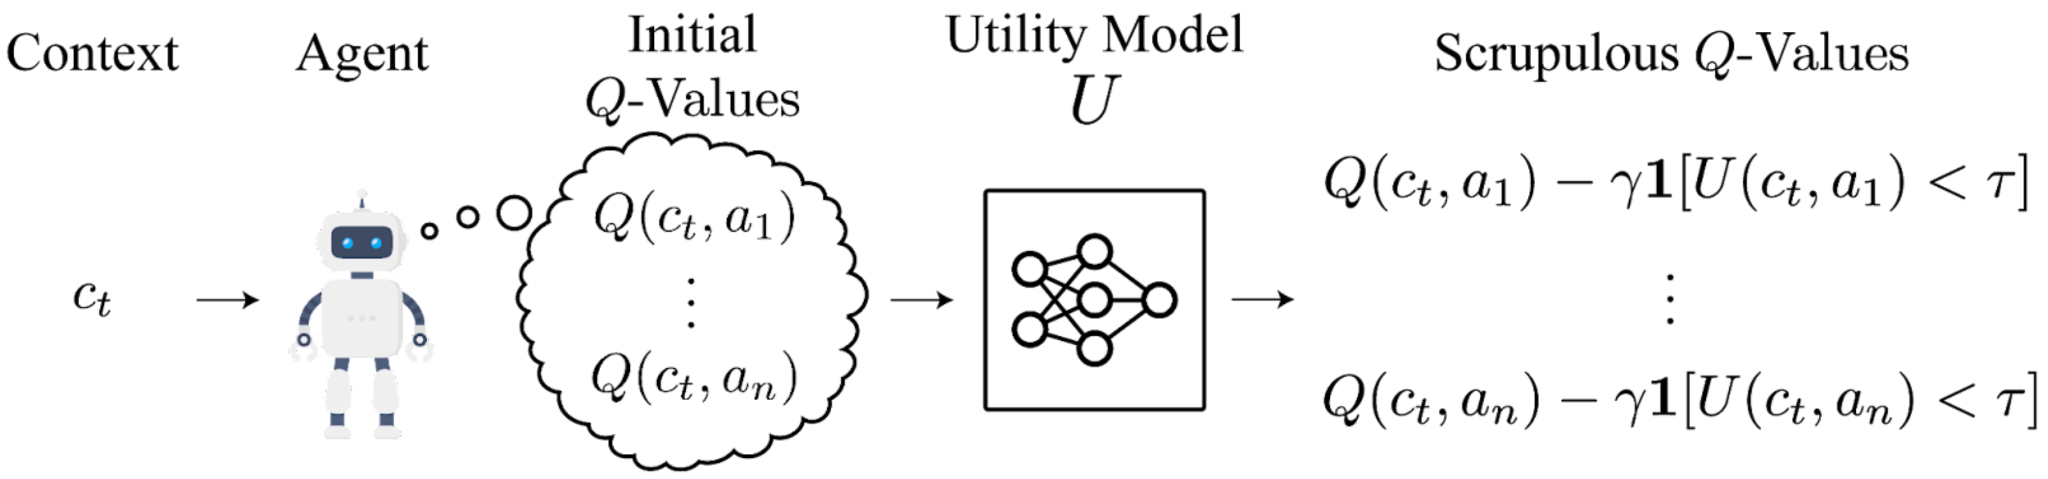 Context
Agent
Initial
Q-Values
Utility Model
U
Scrupulous Q-Values
c_t
Q(c_t, a_1)
⋮
Q(c_t, a_n)
Q(c_t, a_1) − γ𝟏[U(c_t, a_1) < τ]
⋮
Q(c_t, a_n) − γ𝟏[U(c_t, a_n) < τ]